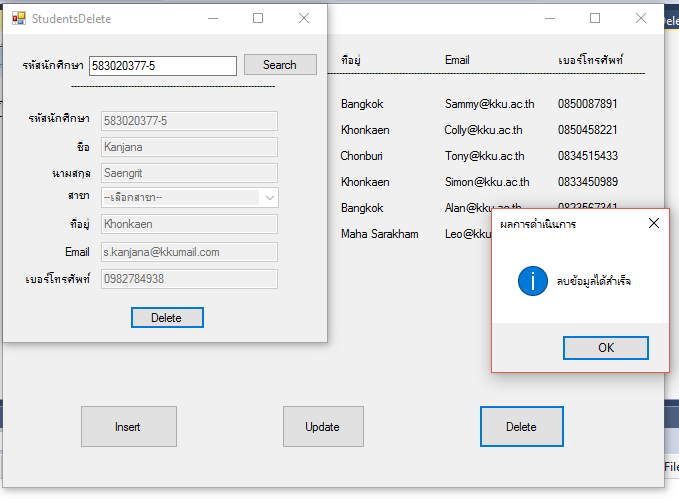 StudentsDelete
รหัสนักศึกษา 583020377-5 Search
รหัสนักศึกษา 583020377-5
ชื่อ Kanjana
นามสกุล Saengrit
สาขา --เลือกสาขา--
ที่อยู่ Khonkaen
Email s.kanjana@kkumail.com
เบอร์โทรศัพท์ 0982784938
Delete
ที่อยู่ Email เบอร์โทรศัพท์
Bangkok Sammy@kku.ac.th 0850087891
Khonkaen Colly@kku.ac.th 0850458221
Chonburi Tony@kku.ac.th 0834515433
Khonkaen Simon@kku.ac.th 0833450989
Bangkok Alan@kku.ac.th 0823567341
Maha Sarakham Leo@kku
ผลการดำเนินการ
ลบข้อมูลได้สำเร็จ
OK
Insert Update Delete
File